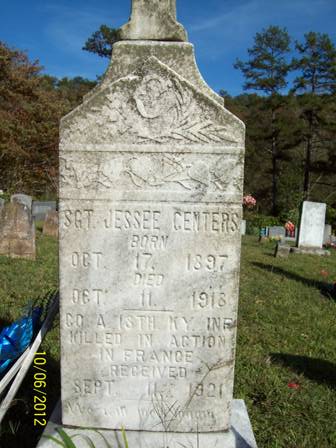 SGT. JESSEE CENTERS
BORN
OCT. 17. 1897
DIED
OCT. 11. 1918
CO. A. 18TH. KY. INF
KILLED IN ACTION
IN FRANCE
RECEIVED
SEPT. 11. 1921
10/06/2012